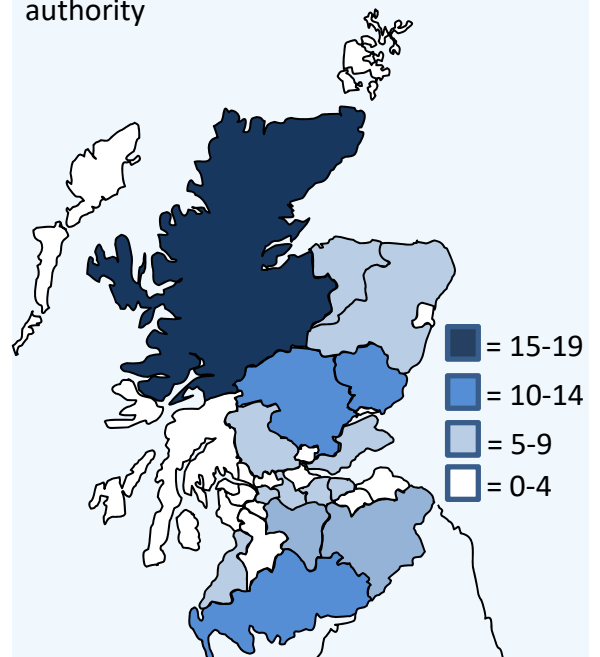 authority
= 15-19
= 10-14
= 5-9
= 0-4